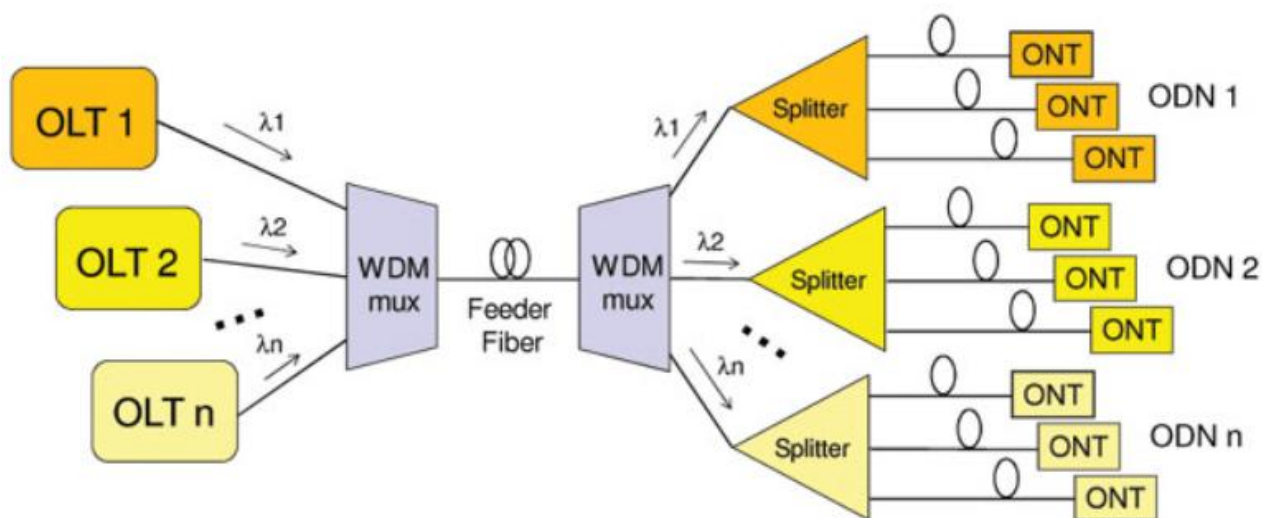 OLT 1
λ1
OLT 2
λ2
OLT n
λn
WDM
mux
Feeder
Fiber
WDM
mux
λ1
λ2
λn
Splitter
ONT
ONT
ONT
ODN 1
Splitter
ONT
ONT
ONT
ODN 2
Splitter
ONT
ONT
ONT
ODN n